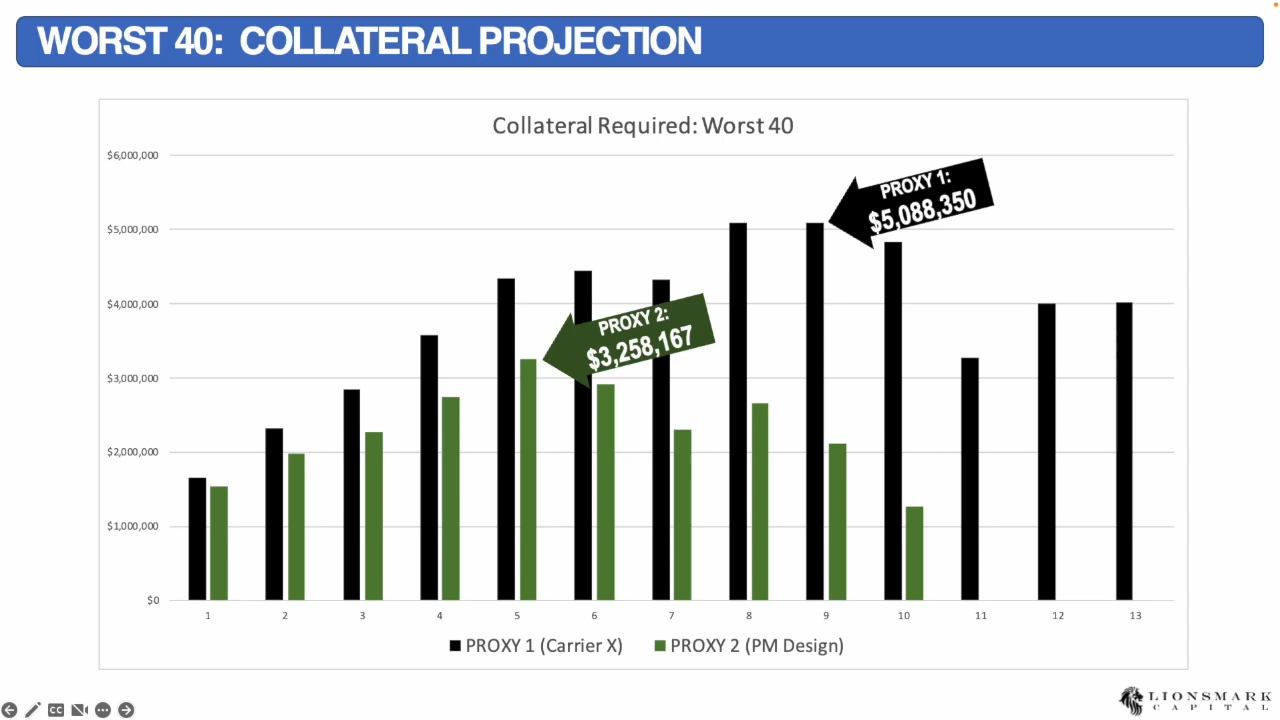 WORST 40: COLLATERAL PROJECTION
Collateral Required: Worst 40
$6,000,000
$5,000,000
$4,000,000
$3,000,000
$2,000,000
$1,000,000
$0
PROXY 1:
$5,088,350
PROXY 2:
$3,258,167
1 2 3 4 5 6 7 8 9 10 11 12 13
PROXY 1 (Carrier X) PROXY 2 (PM Design)
CC
LIONSMARK
CAPITAL